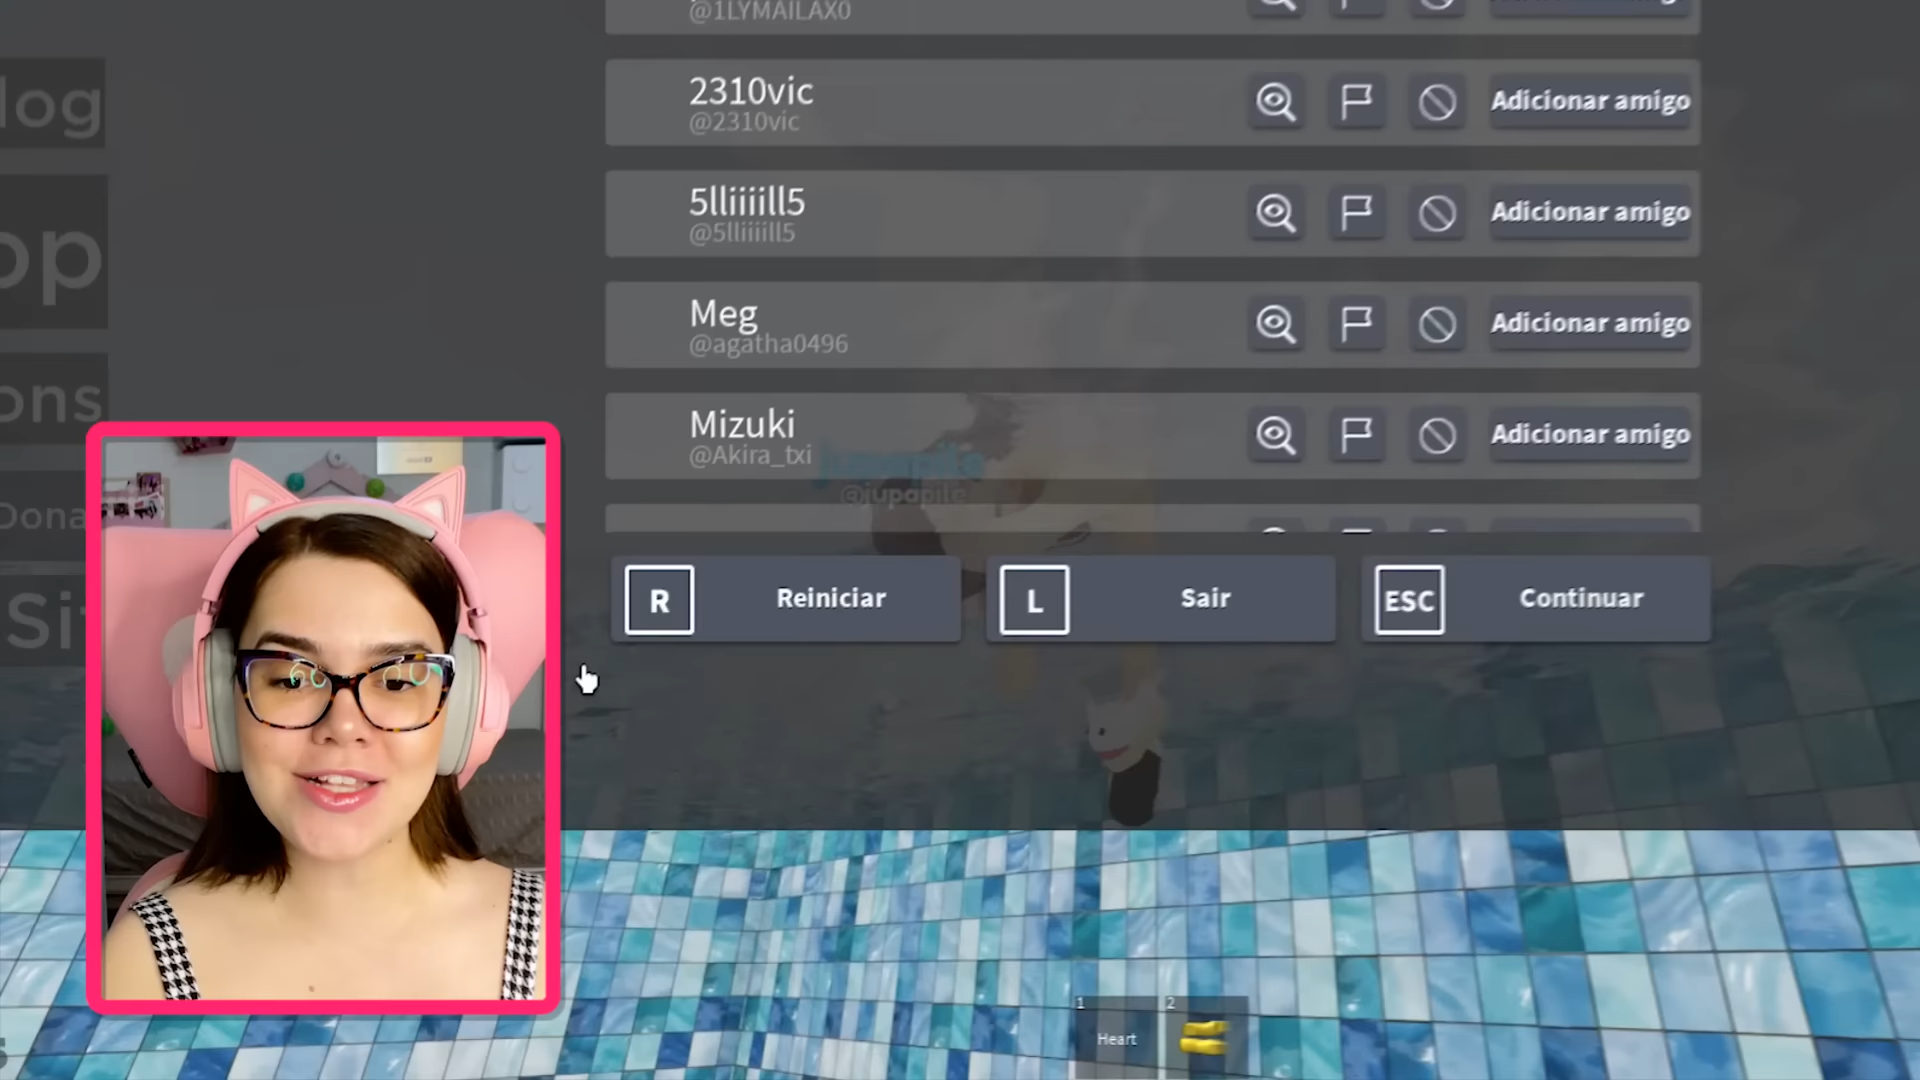 @1LYMAILAX0
2310vic
@2310vic
Adicionar amigo
5lliiiill5
@5lliiiill5
Adicionar amigo
Meg
@agatha0496
Adicionar amigo
Mizuki
@Akira_txi
Adicionar amigo
jupapile
@jupapile
R
Reiniciar
L
Sair
ESC
Continuar
log
op
ons
Dona
Si
1
Heart
2